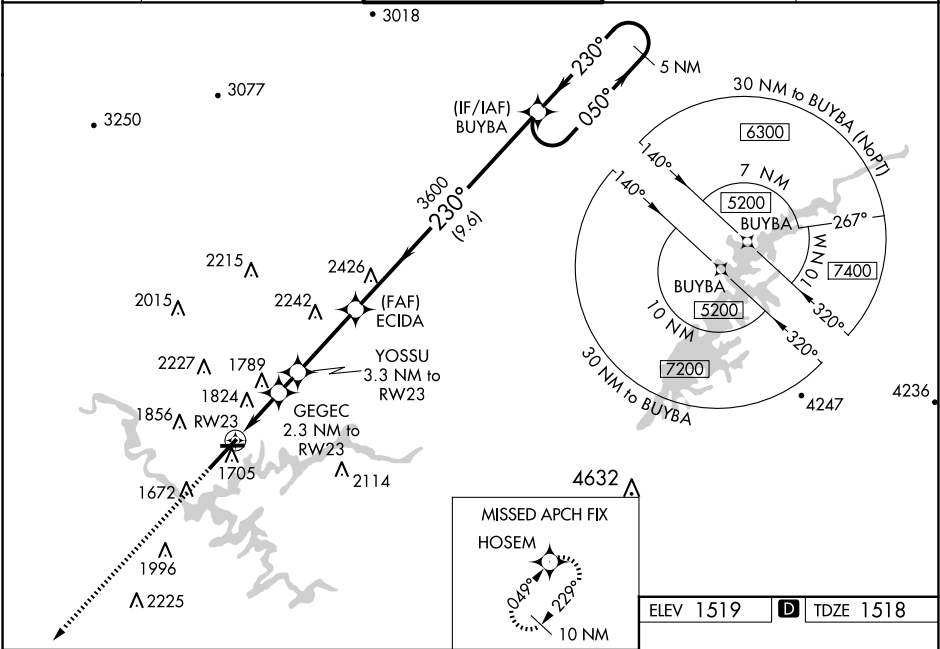 3018
3077
3250
230°
050°
5 NM
(IF/IAF)
BUYBA
3600
230°
(9.6)
30 NM to BUYBA (NoPT)
6300
140°
140°
7 NM
5200
BUYBA
267°
10 NM
7400
320°
BUYBA
5200
10 NM
320°
7200
30 NM to BUYBA
4247
4236
2215
2426
2015
2242
(FAF)
ECIDA
2227
1789
YOSSU
3.3 NM to
RW23
1824
1856
RW23
GEGEC
2.3 NM to
RW23
1705
2114
1672
1996
2225
4632
MISSED APCH FIX
HOSEM
049°
229°
10 NM
ELEV 1519 D TDZE 1518